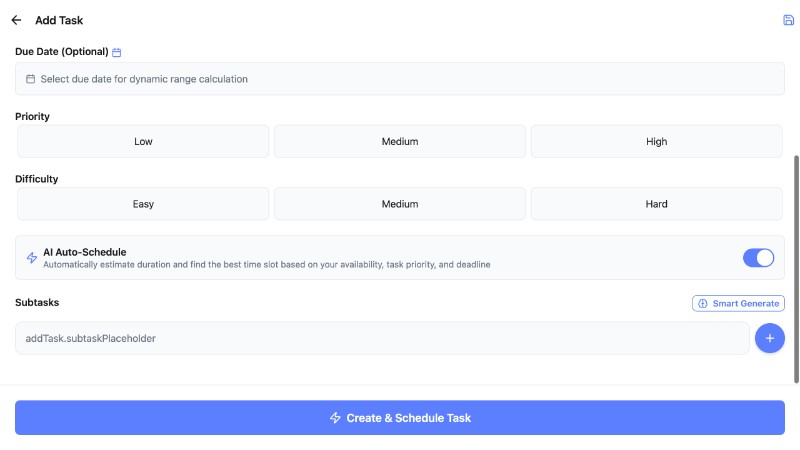 Add Task
Due Date (Optional)
Select due date for dynamic range calculation
Priority
Low
Medium
High
Difficulty
Easy
Medium
Hard
AI Auto-Schedule
Automatically estimate duration and find the best time slot based on your availability, task priority, and deadline
Subtasks
Smart Generate
addTask.subtaskPlaceholder
Create & Schedule Task